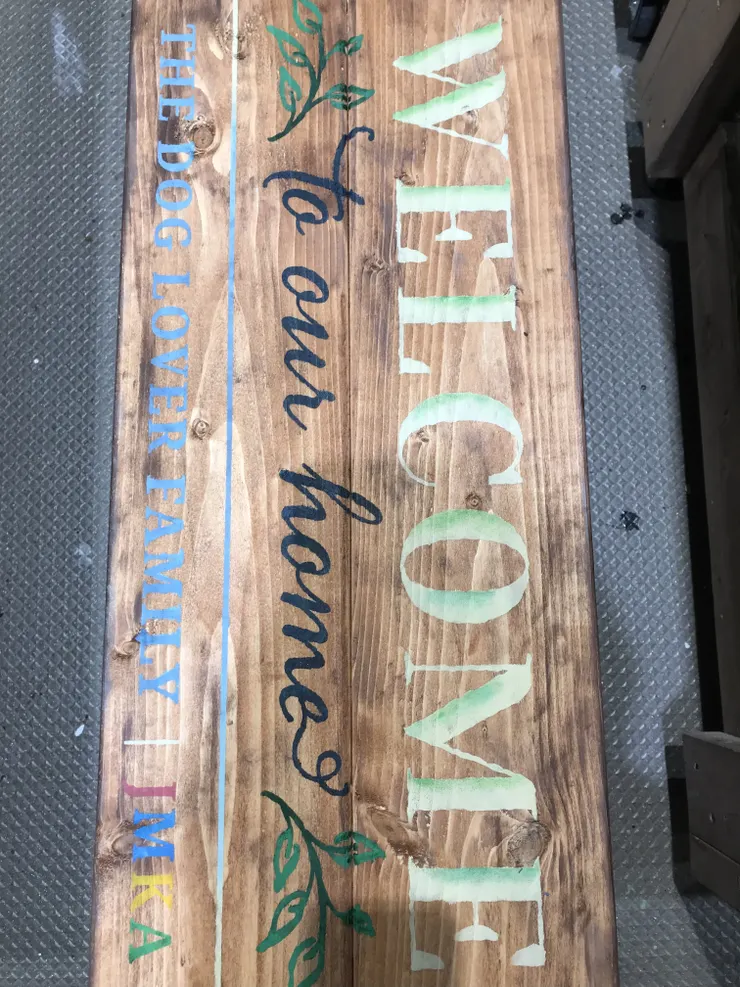 WELCOME
to our home
THE DOG LOVER FAMILY | JMKA